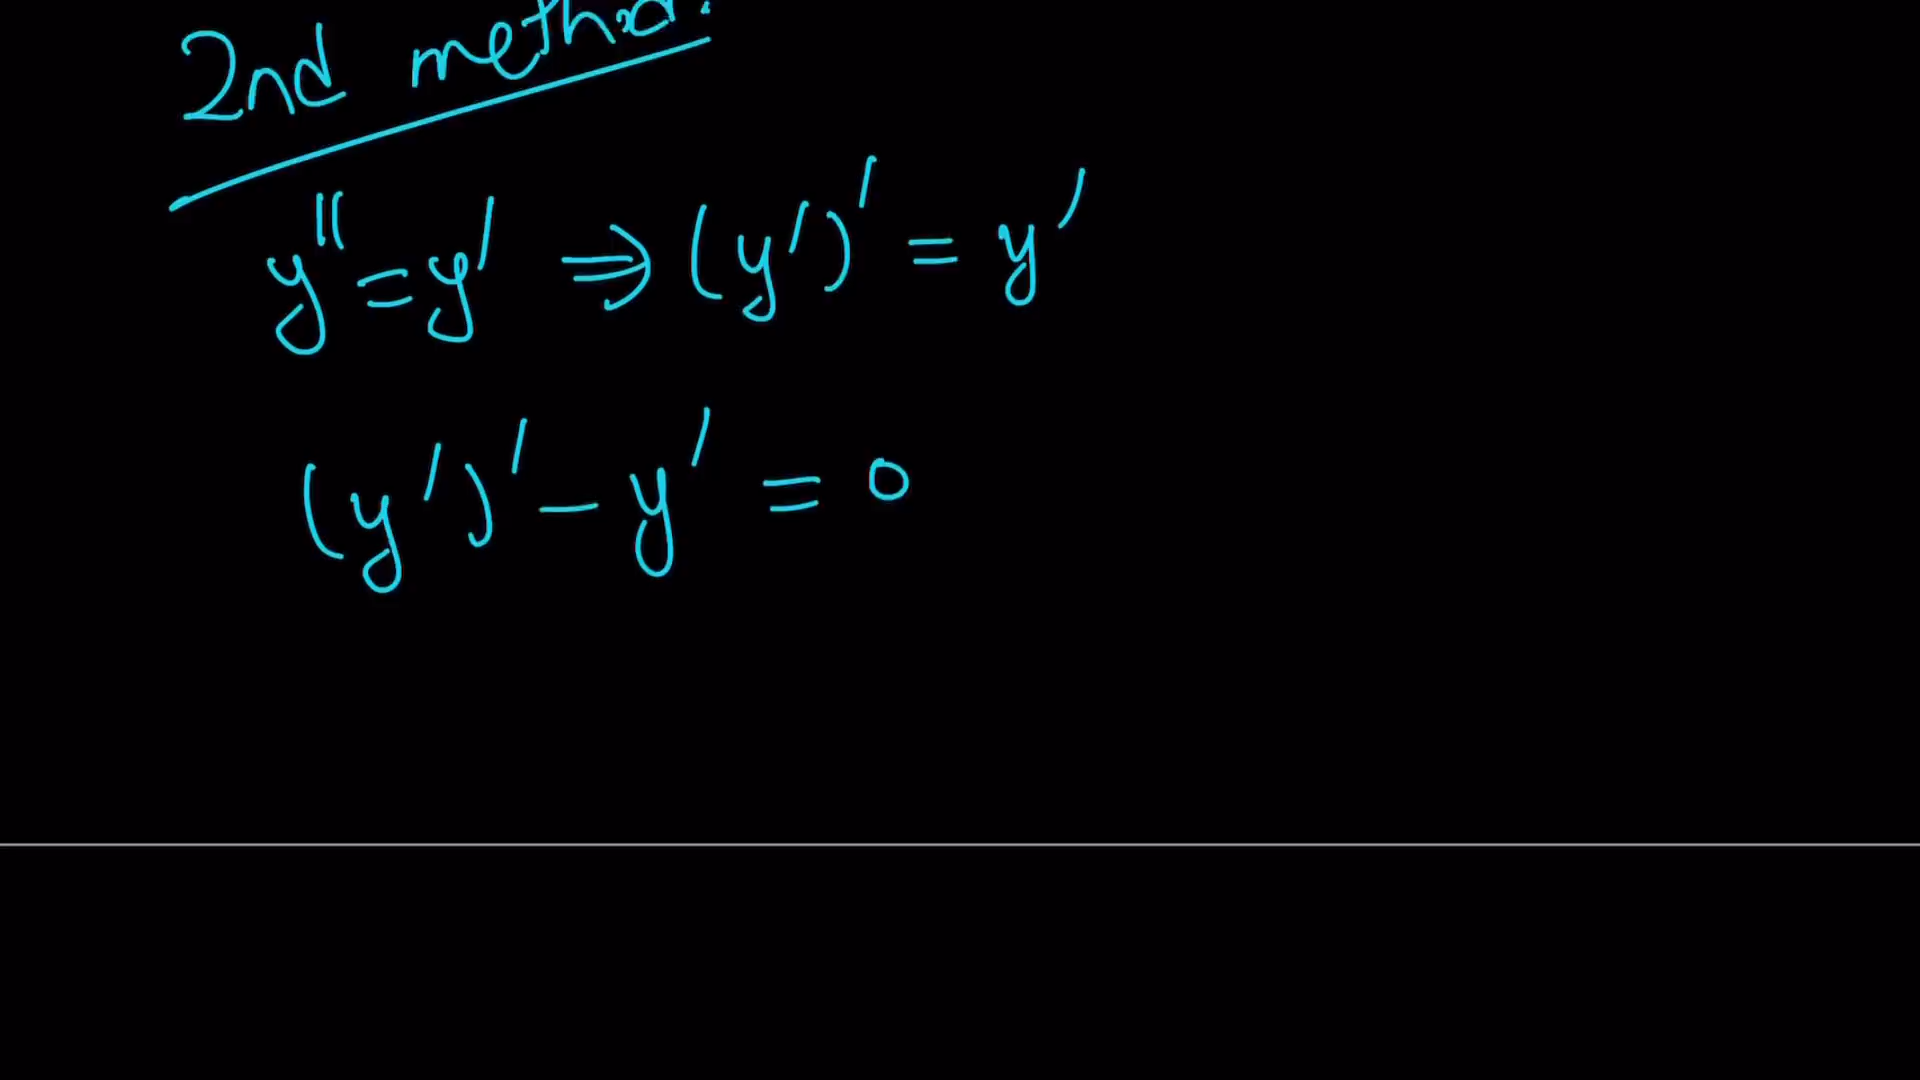 2nd method:
y'' = y' ⇒ (y')' = y'
(y')' - y' = 0